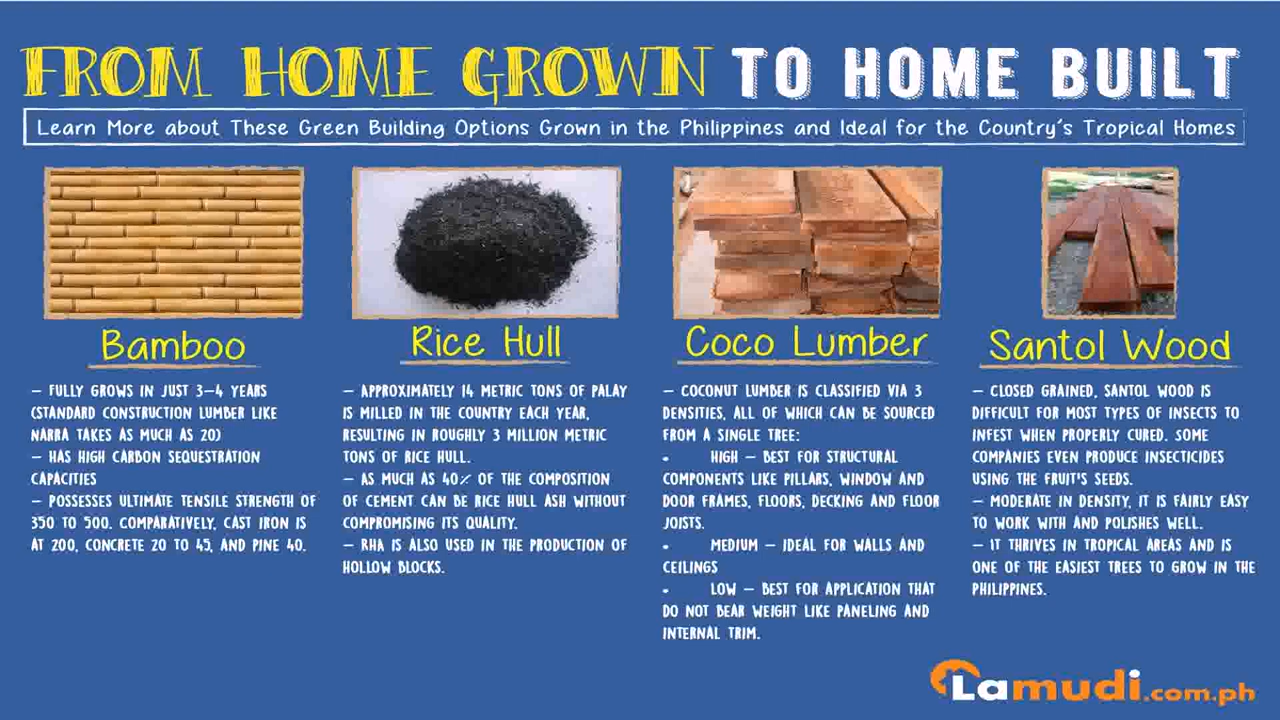 FROM HOME GROWN TO HOME BUILT
Learn More about These Green Building Options Grown in the Philippines and Ideal for the Country's Tropical Homes
Bamboo
– FULLY GROWS IN JUST 3–4 YEARS
(STANDARD CONSTRUCTION LUMBER LIKE
NARRA TAKES AS MUCH AS 20)
– HAS HIGH CARBON SEQUESTRATION
CAPACITIES
– POSSESSES ULTIMATE TENSILE STRENGTH OF
350 TO 500. COMPARATIVELY, CAST IRON IS
AT 200, CONCRETE 20 TO 45, AND PINE 40.
Rice Hull
– APPROXIMATELY 14 METRIC TONS OF PALAY
IS MILLED IN THE COUNTRY EACH YEAR,
RESULTING IN ROUGHLY 3 MILLION METRIC
TONS OF RICE HULL.
– AS MUCH AS 40% OF THE COMPOSITION
OF CEMENT CAN BE RICE HULL ASH WITHOUT
COMPROMISING ITS QUALITY.
– RHA IS ALSO USED IN THE PRODUCTION OF
HOLLOW BLOCKS.
Coco Lumber
– COCONUT LUMBER IS CLASSIFIED VIA 3
DENSITIES, ALL OF WHICH CAN BE SOURCED
FROM A SINGLE TREE:
• HIGH – BEST FOR STRUCTURAL
COMPONENTS LIKE PILLARS, WINDOW AND
DOOR FRAMES, FLOORS, DECKING AND FLOOR
JOISTS.
• MEDIUM – IDEAL FOR WALLS AND
CEILINGS
• LOW – BEST FOR APPLICATION THAT
DO NOT BEAR WEIGHT LIKE PANELING AND
INTERNAL TRIM.
Santol Wood
– CLOSED GRAINED, SANTOL WOOD IS
DIFFICULT FOR MOST TYPES OF INSECTS TO
INFEST WHEN PROPERLY CURED. SOME
COMPANIES EVEN PRODUCE INSECTICIDES
USING THE FRUIT'S SEEDS.
– MODERATE IN DENSITY, IT IS FAIRLY EASY
TO WORK WITH AND POLISHES WELL.
– IT THRIVES IN TROPICAL AREAS AND IS
ONE OF THE EASIEST TREES TO GROW IN THE
PHILIPPINES.
Lamudi.com.ph